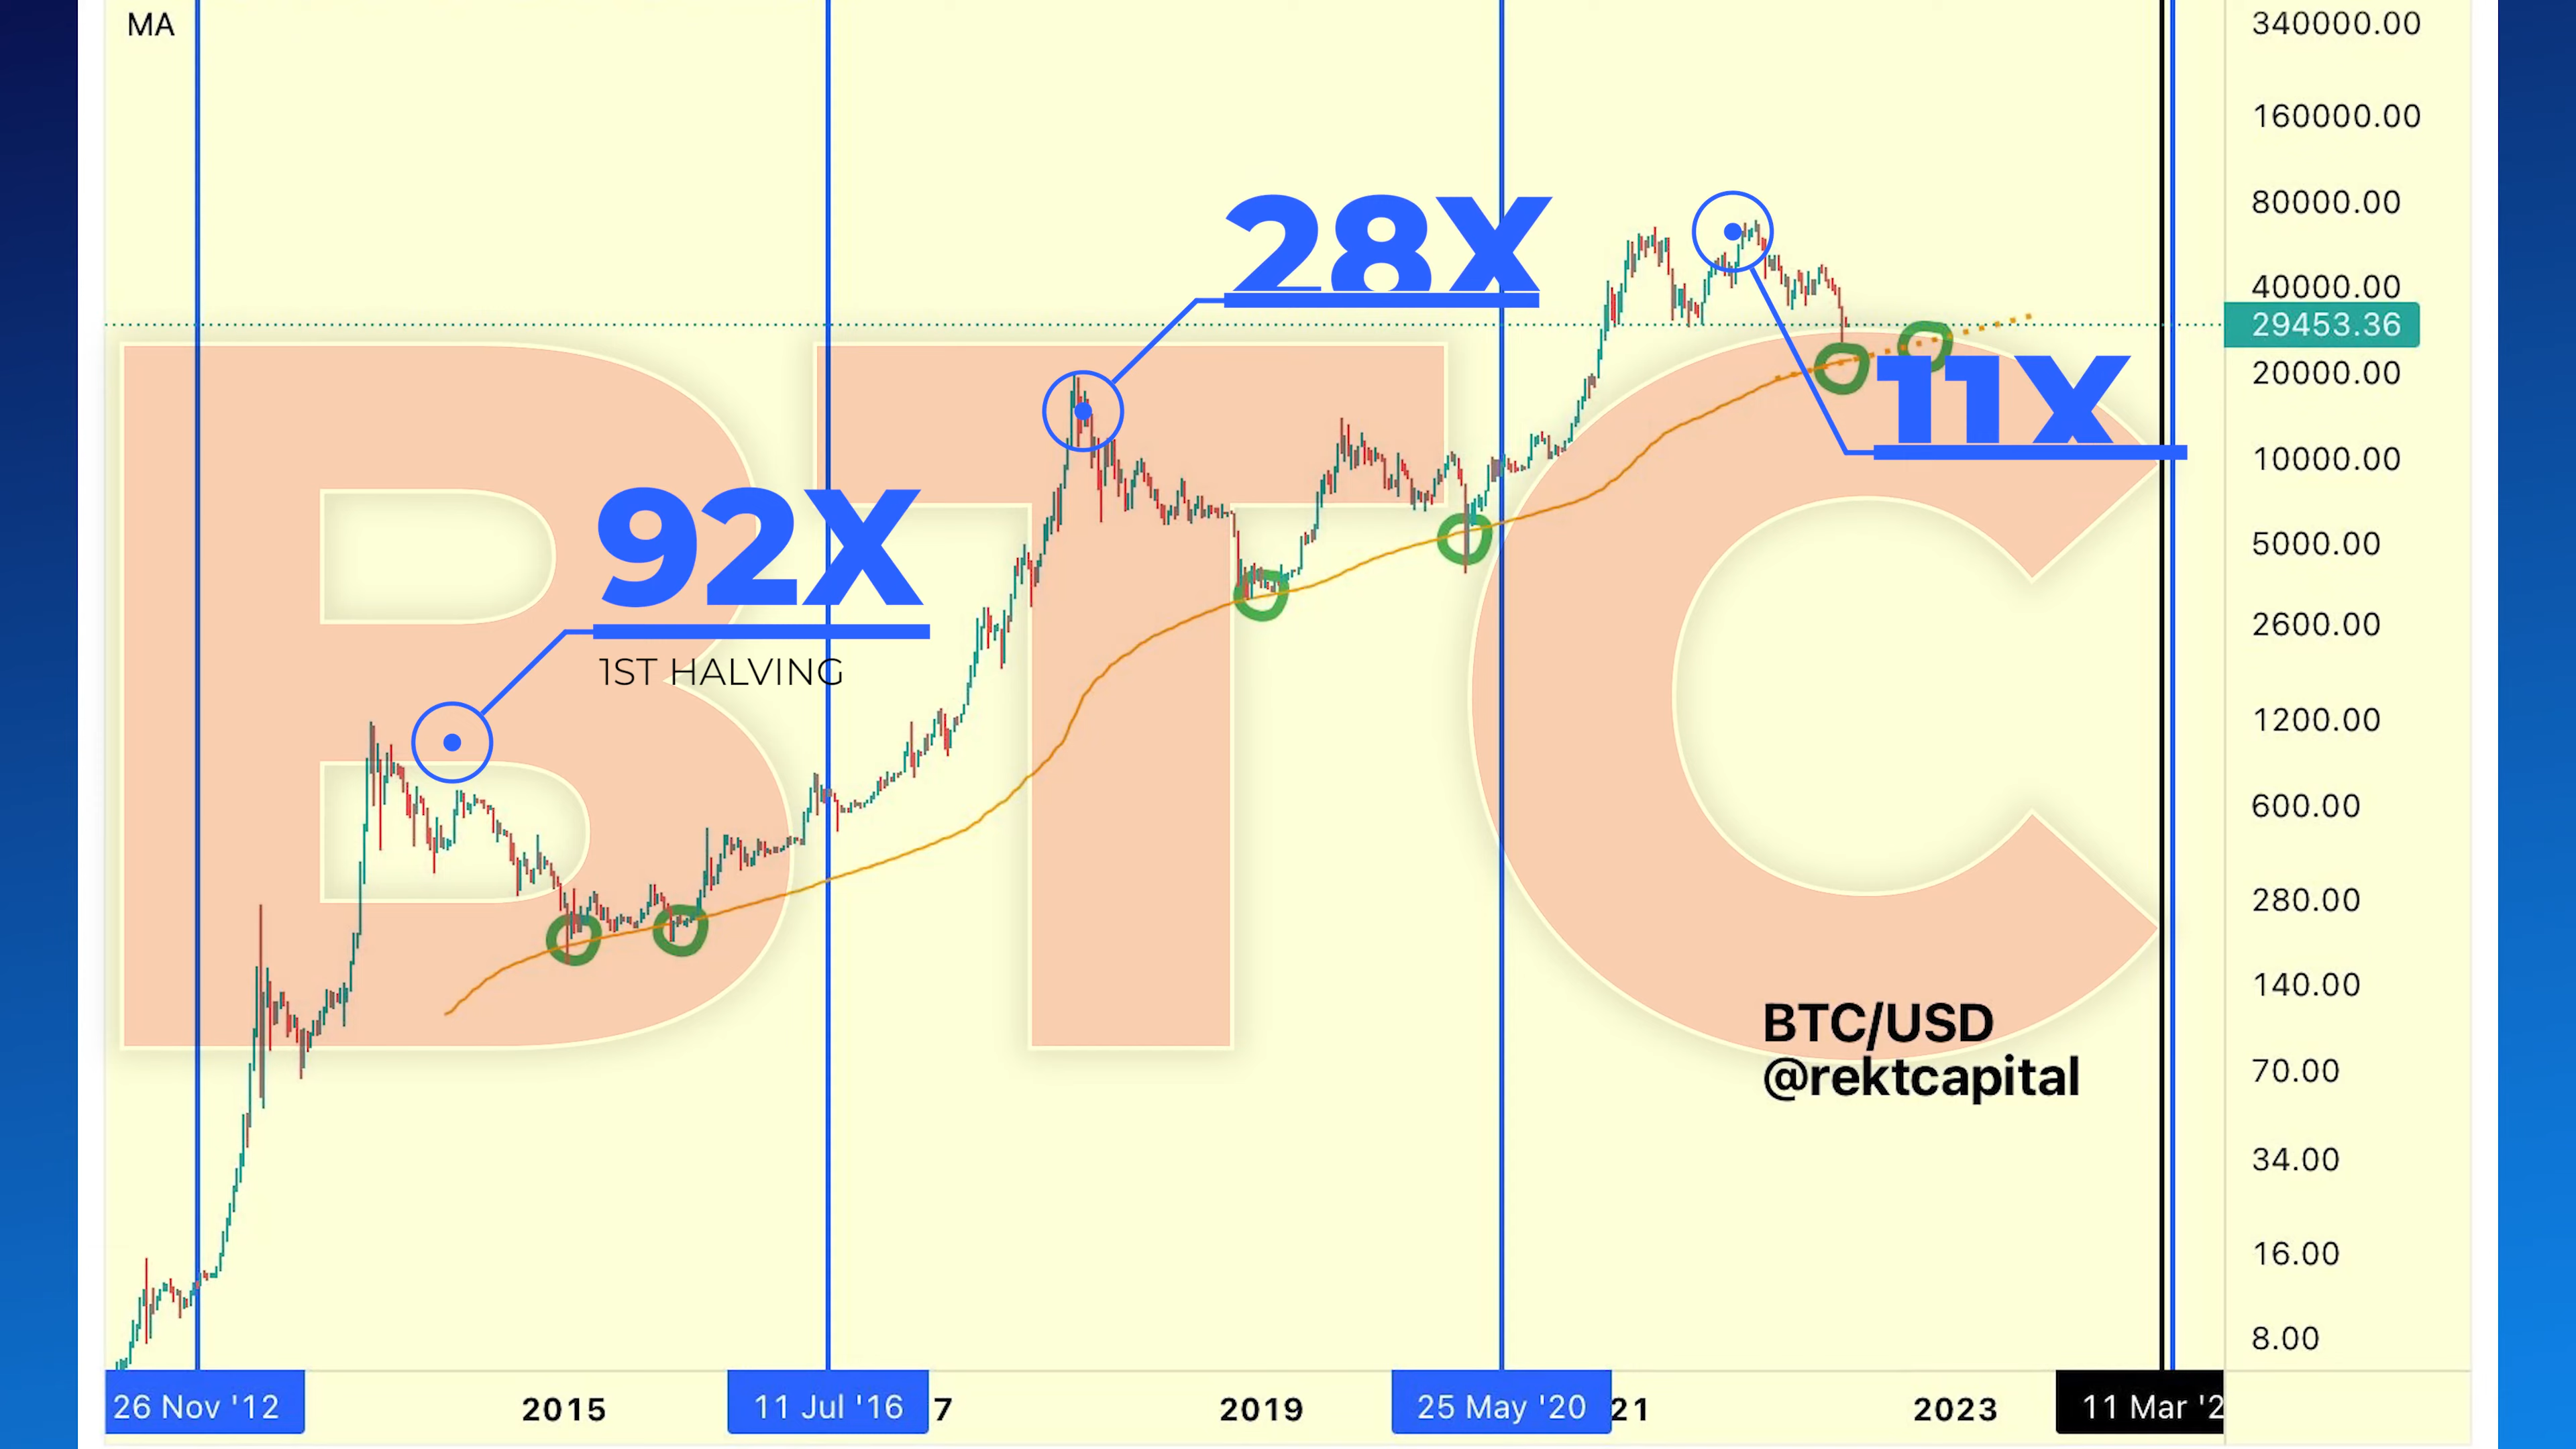 MA
BTC
92X
1ST HALVING
28X
11X
340000.00
160000.00
80000.00
40000.00
29453.36
20000.00
10000.00
5000.00
2600.00
1200.00
600.00
280.00
140.00
70.00
34.00
16.00
8.00
BTC/USD
@rektcapital
26 Nov '12
2015
11 Jul '16
7
2019
25 May '20
21
2023
11 Mar '2